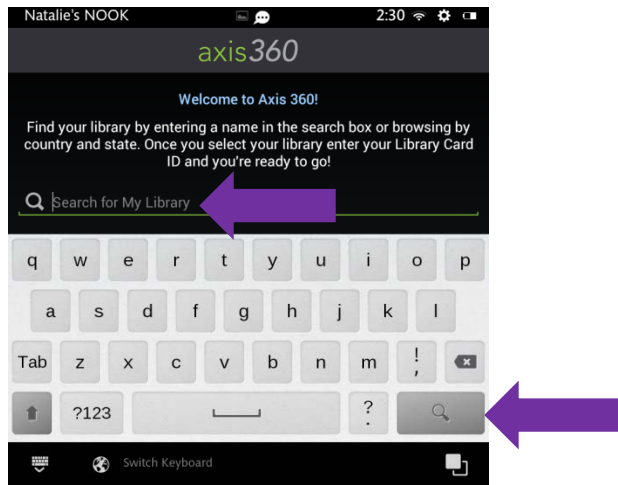 Natalie's NOOK 2:30
axis360
Welcome to Axis 360!
Find your library by entering a name in the search box or browsing by
country and state. Once you select your library enter your Library Card
ID and you're ready to go!
Search for My Library
q w e r t y u i o p
a s d f g h j k l
Tab z x c v b n m ! ,
?123 ? .
Switch Keyboard